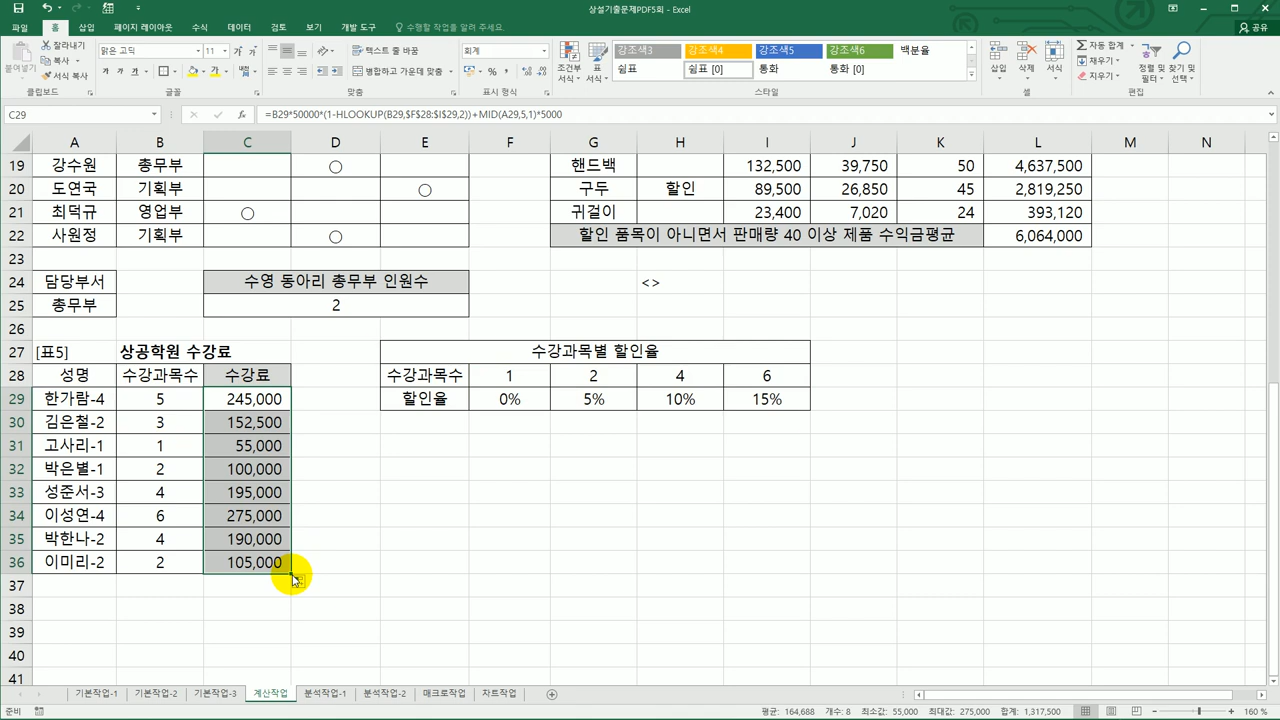 상설기출문제PDF5회 - Excel
파일 홈 삽입 페이지 레이아웃 수식 데이터 검토 보기 개발 도구 수행할 작업을 알려 주세요. 공유
붙여넣기 잘라내기 복사 서식 복사 클립보드
맑은 고딕 11 가 가 가 가 가 글꼴
텍스트 줄 바꿈 병합하고 가운데 맞춤 맞춤
회계 % 표시 형식
조건부 서식 표 서식 강조색3 강조색4 강조색5 강조색6 백분율
쉼표 쉼표 [0] 통화 통화 [0] 스타일
삽입 삭제 서식 셀
자동 합계 채우기 지우기 정렬 및 필터 찾기 및 선택 편집
C29 fx =B29*50000*(1-HLOOKUP(B29,$F$28:$I$29,2))+MID(A29,5,1)*5000
A B C D E F G H I J K L M N
19 강수원 총무부 ○ 핸드백 132,500 39,750 50 4,637,500
20 도연국 기획부 ○ 구두 할인 89,500 26,850 45 2,819,250
21 최덕규 영업부 ○ 귀걸이 23,400 7,020 24 393,120
22 사원정 기획부 ○ 할인 품목이 아니면서 판매량 40 이상 제품 수익금평균 6,064,000
23
24 담당부서 수영 동아리 총무부 인원수 <>
25 총무부 2
26
27 [표5] 상공학원 수강료 수강과목별 할인율
28 성명 수강과목수 수강료 수강과목수 1 2 4 6
29 한가람-4 5 245,000 할인율 0% 5% 10% 15%
30 김은철-2 3 152,500
31 고사리-1 1 55,000
32 박은별-1 2 100,000
33 성준서-3 4 195,000
34 이성연-4 6 275,000
35 박한나-2 4 190,000
36 이미리-2 2 105,000
37
38
39
40
41
기본작업-1 기본작업-2 기본작업-3 계산작업 분석작업-1 분석작업-2 매크로작업 차트작업
준비 평균: 164,688 개수: 8 최소값: 55,000 최대값: 275,000 합계: 1,317,500 160 %